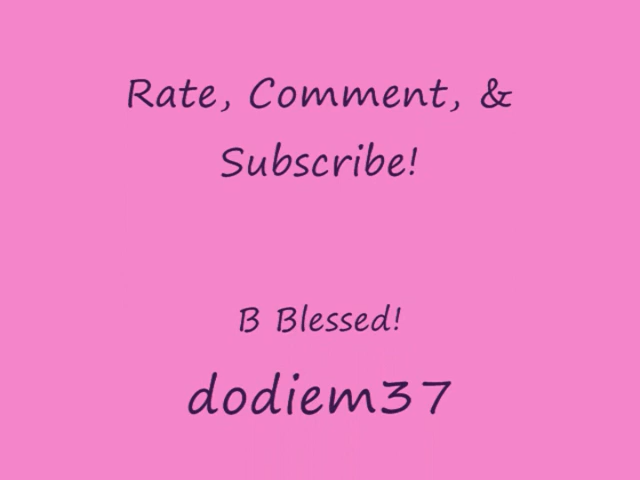 Rate, Comment, &
Subscribe!
B Blessed!
dodiem37